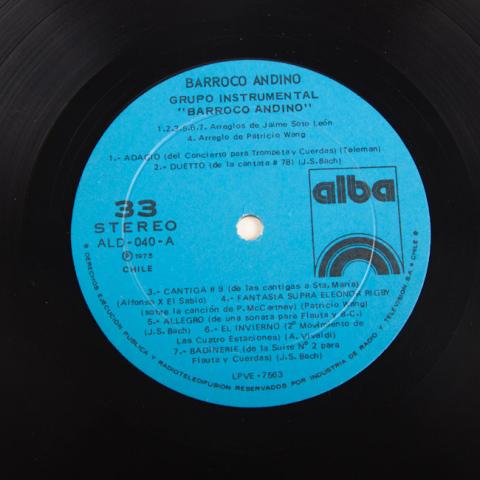 BARROCO ANDINO
GRUPO INSTRUMENTAL
"BARROCO ANDINO"
1.2.3.5.6.7. Arreglos de Jaime Soto León
4. Arreglo de Patricio Wang
1.- ADAGIO (del Concierto para Trompeta y Cuerdas) (Teleman)
2.- DUETTO (de la cantata # 78) (J.S.Bach)
33
STEREO
ALD-040-A
Ⓟ 1975
CHILE
alba
3.- CANTIGA # 9 (de las cantigas a Sta. María)
(Alfonso X El Sabio) 4.- FANTASIA SUPRA ELEONOR RIGBY
(sobre la canción de P. McCartney) (Patricio Wang)
5.- ALLEGRO (de una sonata para Flauta y B.C.)
(J.S. Bach) 6.- EL INVIERNO (2º Movimiento de
Las Cuatro Estaciones) (A. Vivaldi)
7.- BADINERIE (de la Suite Nº 2 para
Flauta y Cuerdas) (J.S. Bach)
LPVE-7563
® DERECHOS EJECUCION PUBLICA Y RADIOTELEDIFUSION RESERVADOS POR INDUSTRIA DE RADIO Y TELEVISION S.A. CHILE ®